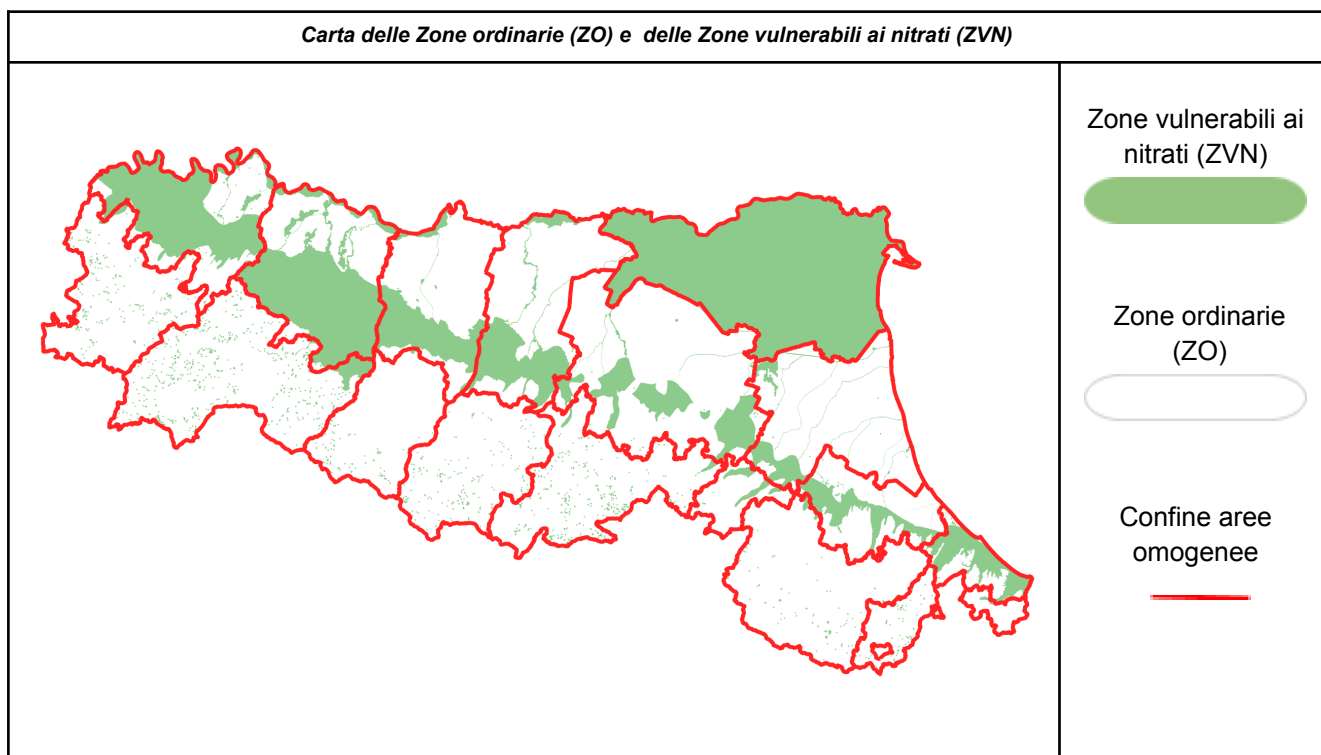 Carta delle Zone ordinarie (ZO) e delle Zone vulnerabili ai nitrati (ZVN)
Zone vulnerabili ai
nitrati (ZVN)
Zone ordinarie
(ZO)
Confine aree
omogenee